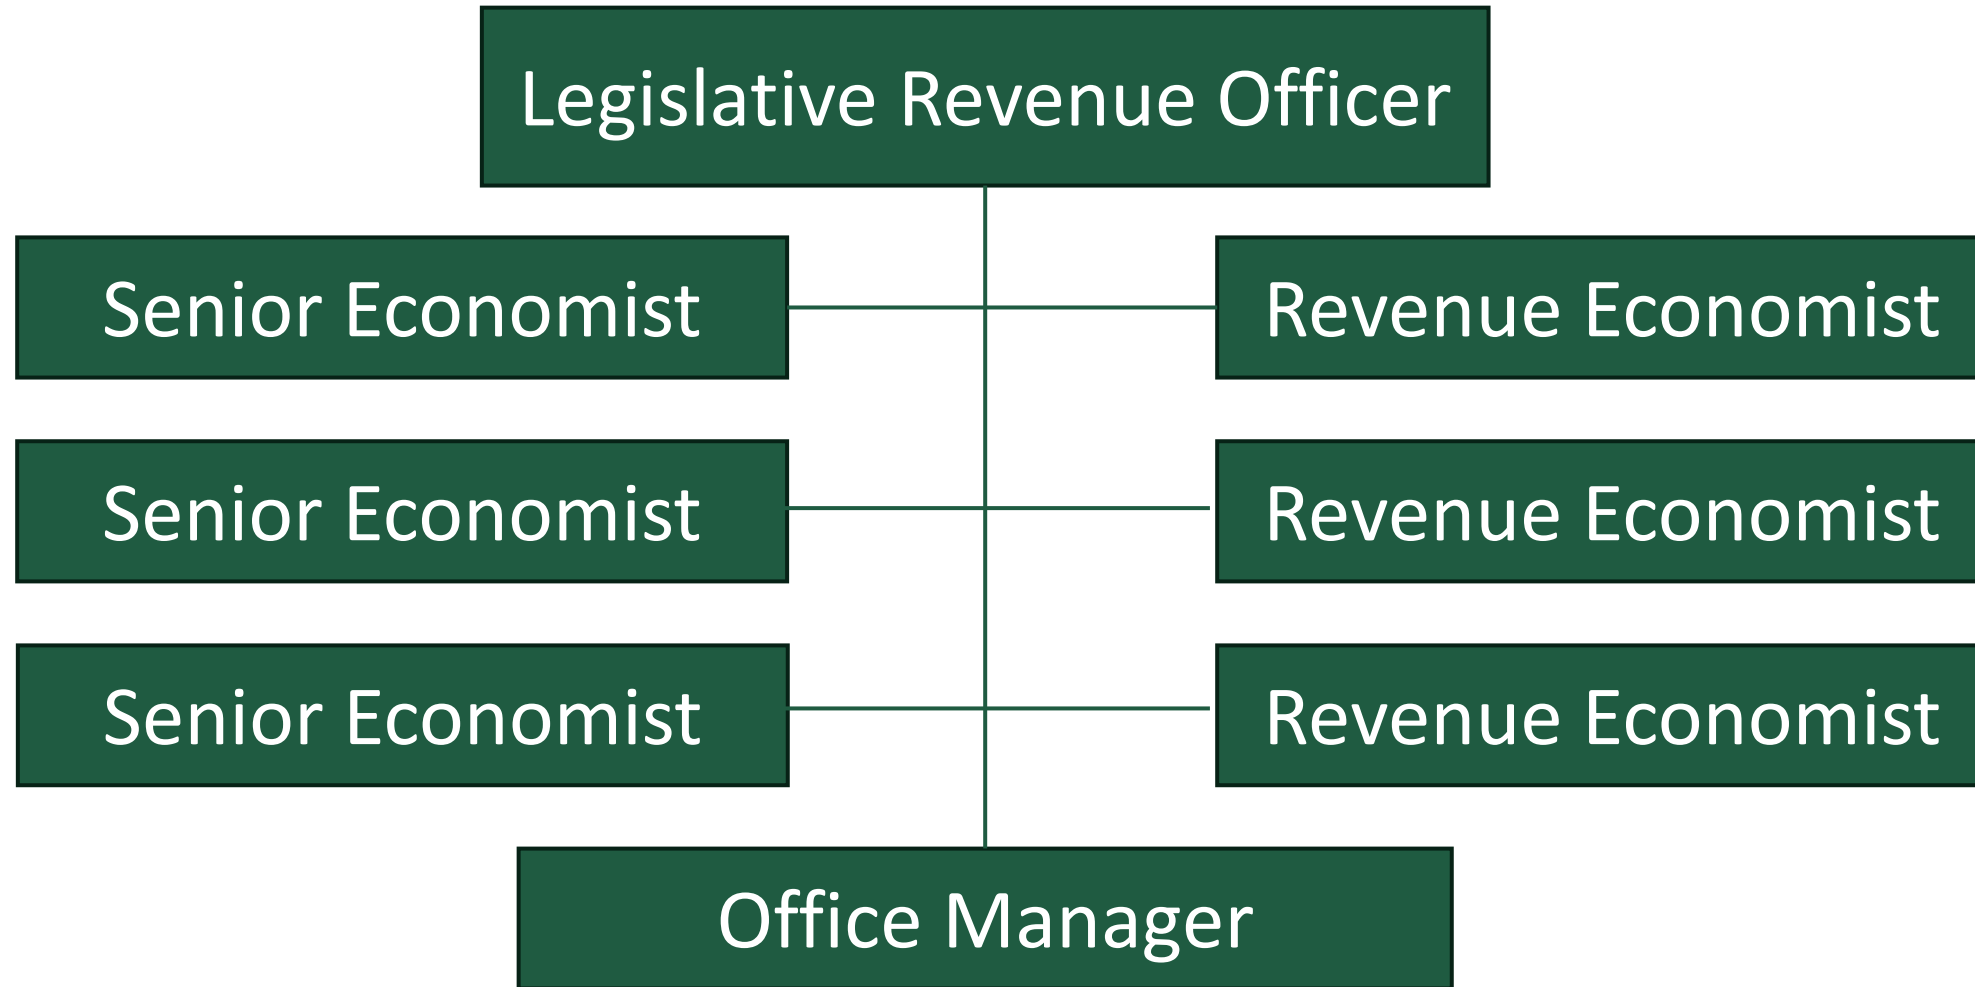 Legislative Revenue Officer
Senior Economist
Revenue Economist
Senior Economist
Revenue Economist
Senior Economist
Revenue Economist
Office Manager